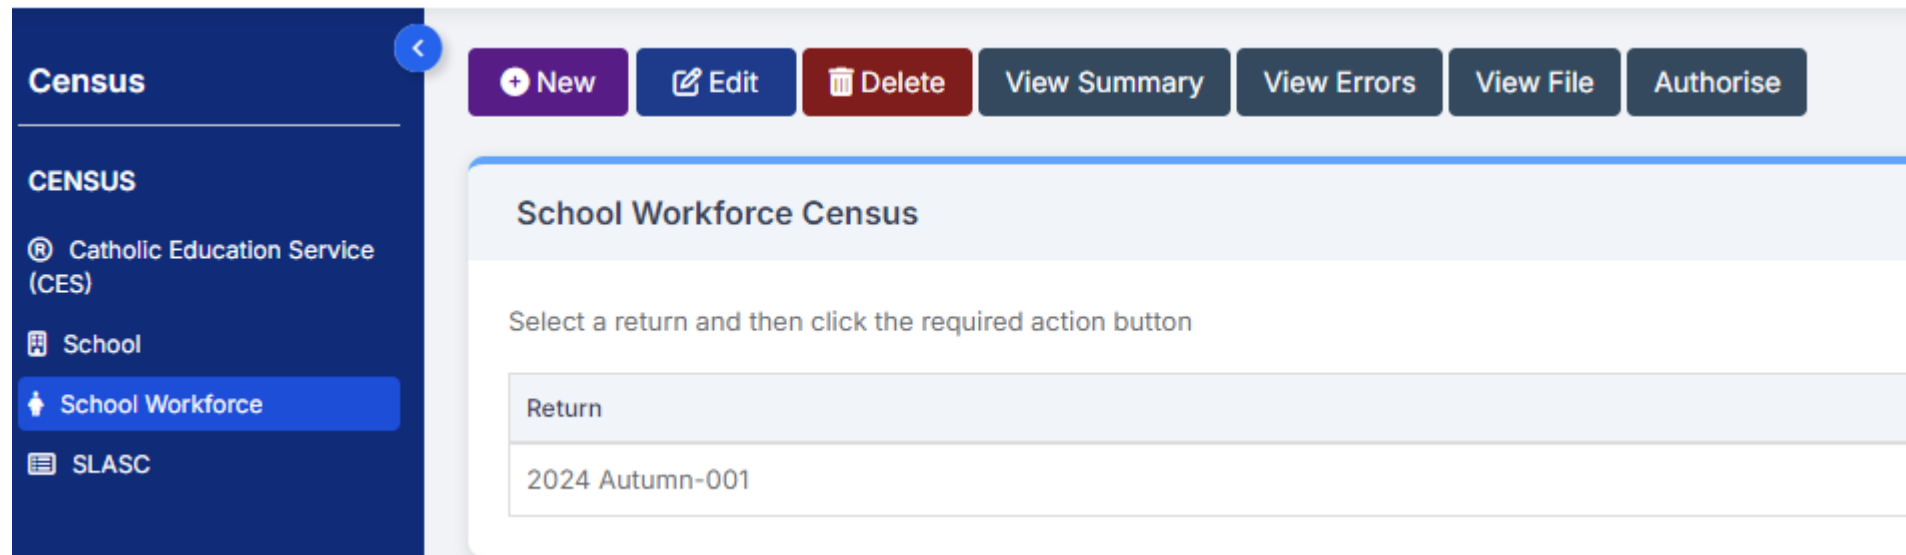 Census
CENSUS
Catholic Education Service
(CES)
School
School Workforce
SLASC
New Edit Delete View Summary View Errors View File Authorise
School Workforce Census
Select a return and then click the required action button
Return
2024 Autumn-001